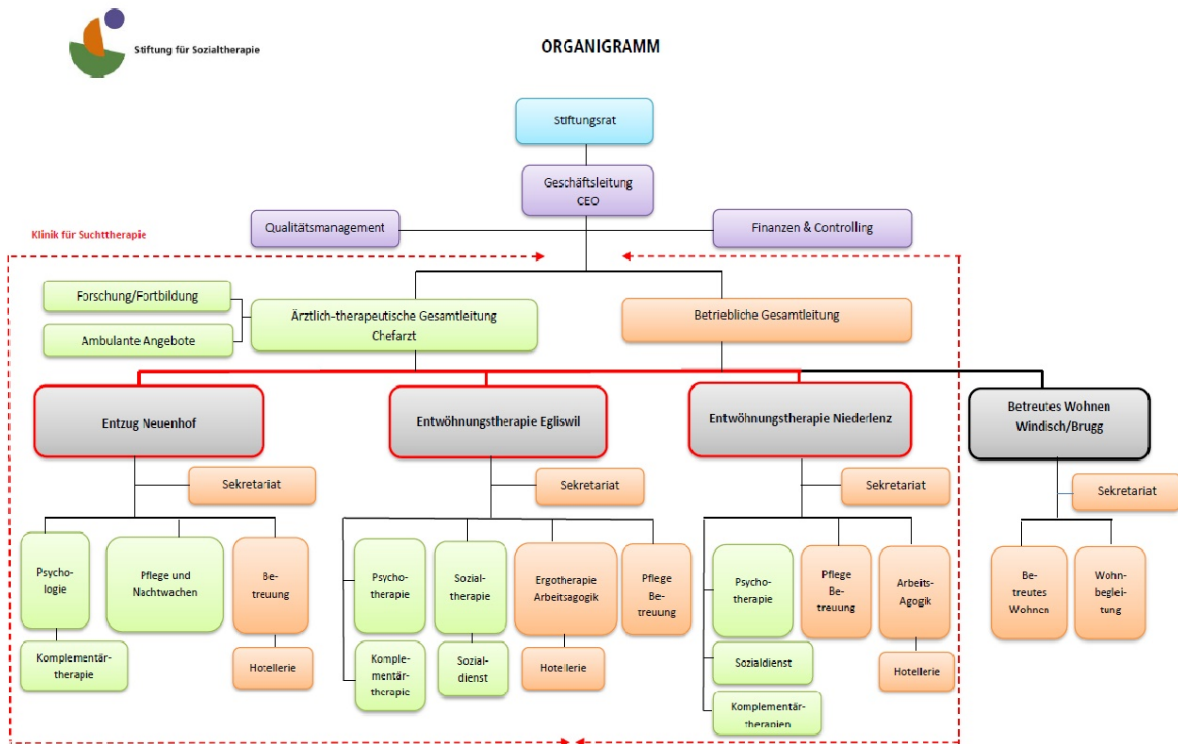 Stiftung für Sozialtherapie
ORGANIGRAMM
Stiftungsrat
Geschäftsleitung
CEO
Qualitätsmanagement
Finanzen & Controlling
Klinik für Suchttherapie
Forschung/Fortbildung
Ambulante Angebote
Ärztlich-therapeutische Gesamtleitung
Chefarzt
Betriebliche Gesamtleitung
Entzug Neuenhof
Entwöhnungstherapie Egliswil
Entwöhnungstherapie Niederlenz
Betreutes Wohnen
Windisch/Brugg
Sekretariat
Sekretariat
Sekretariat
Sekretariat
Psycho-
logie
Pflege und
Nachtwachen
Be-
treuung
Komplementär-
therapie
Hotellerie
Psycho-
therapie
Sozial-
therapie
Ergotherapie
Arbeitsagogik
Pflege
Be-
treuung
Komple-
mentär-
therapie
Sozial-
dienst
Hotellerie
Psycho-
therapie
Pflege
Be-
treuung
Arbeits-
Agogik
Sozialdienst
Hotellerie
Komplementär-
therapien
Be-
treutes
Wohnen
Wohn-
beglei-
tung